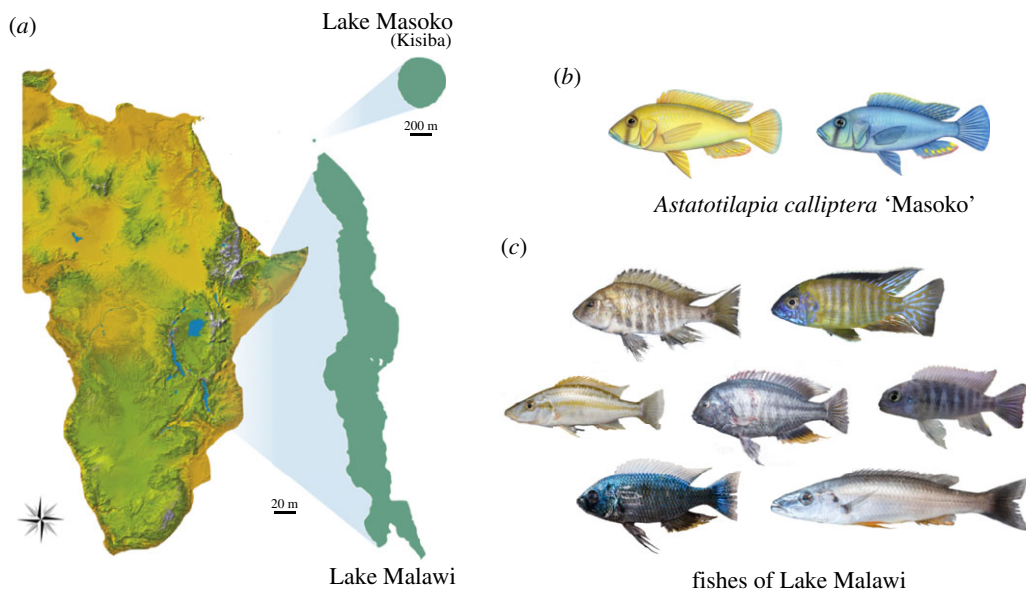 (a)
Lake Masoko
(Kisiba)
200 m
20 m
Lake Malawi
(b)
Astatotilapia calliptera ‘Masoko’
(c)
fishes of Lake Malawi